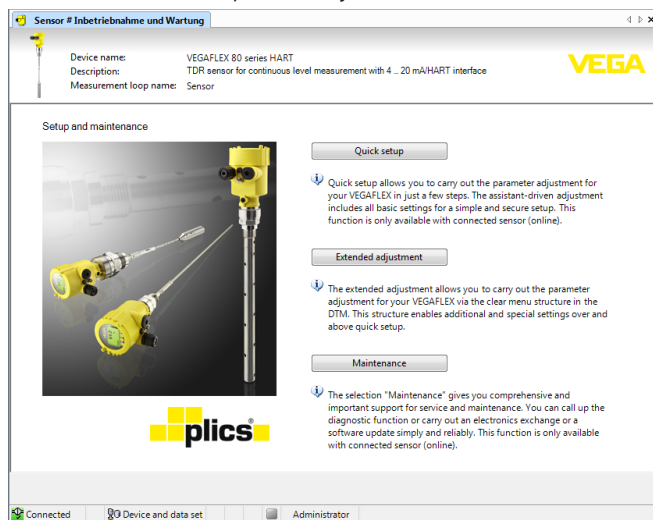 Sensor # Inbetriebnahme und Wartung
Device name: VEGAFLEX 80 series HART
Description: TDR sensor for continuous level measurement with 4 .. 20 mA/HART interface
Measurement loop name: Sensor
VEGA
Setup and maintenance
Quick setup
Quick setup allows you to carry out the parameter adjustment for
your VEGAFLEX in just a few steps. The assistant-driven adjustment
includes all basic settings for a simple and secure setup. This
function is only available with connected sensor (online).
Extended adjustment
The extended adjustment allows you to carry out the parameter
adjustment for your VEGAFLEX via the clear menu structure in the
DTM. This structure enables additional and special settings over and
above quick setup.
Maintenance
The selection "Maintenance" gives you comprehensive and
important support for service and maintenance. You can call up the
diagnostic function or carry out an electronics exchange or a
software update simply and reliably. This function is only available
with connected sensor (online).
plics®
Connected Device and data set Administrator